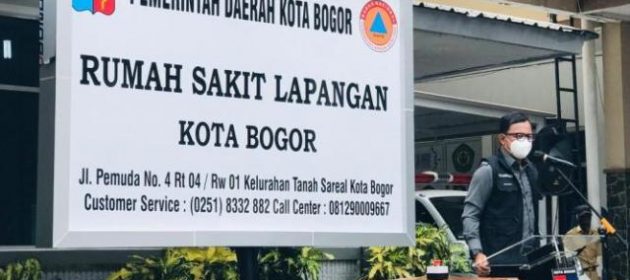 PEMERINTAH DAERAH KOTA BOGOR
RUMAH SAKIT LAPANGAN
KOTA BOGOR
Jl. Pemuda No. 4 Rt 04 / Rw 01 Kelurahan Tanah Sareal Kota Bogor
Customer Service : (0251) 8332 882 Call Center : 081290009667